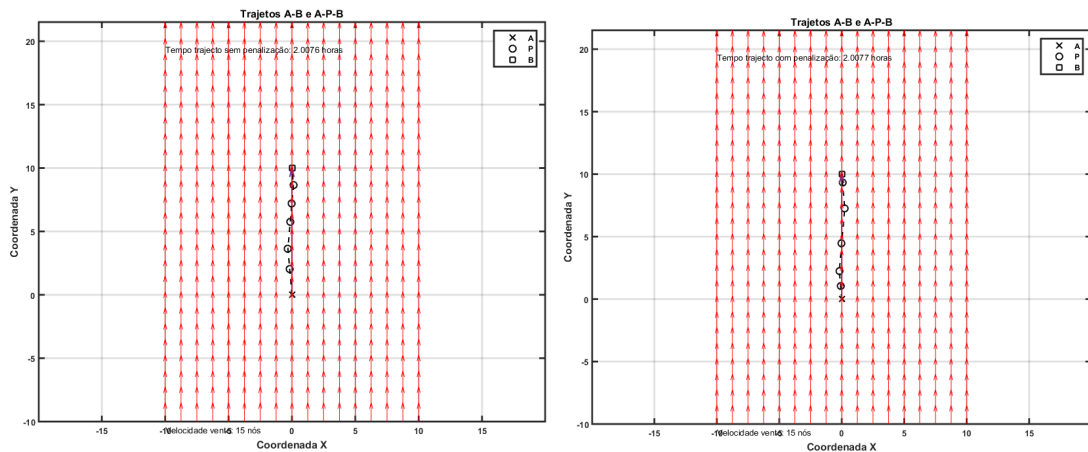 Trajetos A-B e A-P-B
Tempo trajecto sem penalização: 2.0076 horas
A
P
B
Coordenada Y
20
15
10
5
0
-5
-10
-15
-10
-5
0
5
10
15
Velocidade vento: 15 nós
Coordenada X
Trajetos A-B e A-P-B
Tempo trajecto com penalização: 2.0077 horas
A
P
B
Coordenada Y
20
15
10
5
0
-5
-10
-15
-10
-5
0
5
10
15
Velocidade vento: 15 nós
Coordenada X